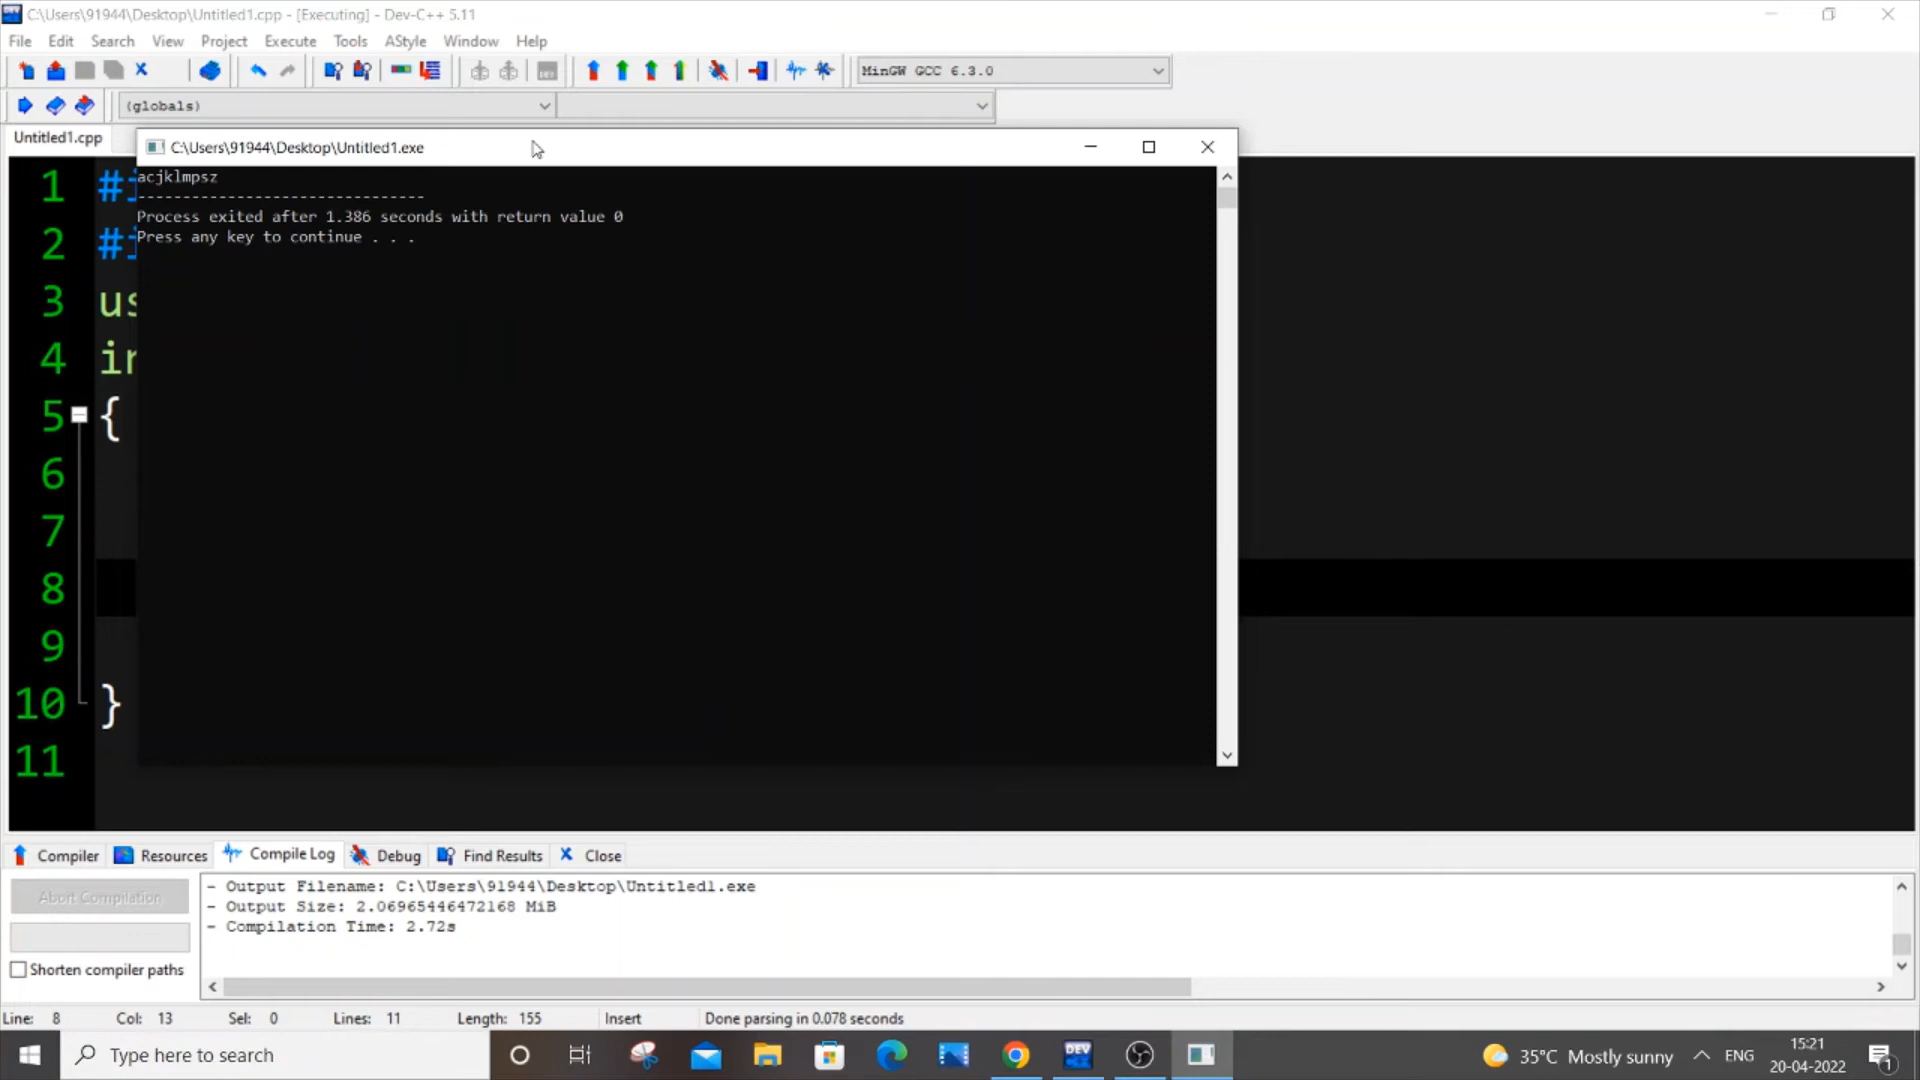 C:\Users\91944\Desktop\Untitled1.cpp - [Executing] - Dev-C++ 5.11
File Edit Search View Project Execute Tools AStyle Window Help
MinGW GCC 6.3.0
(globals)
Untitled1.cpp
C:\Users\91944\Desktop\Untitled1.exe
acjklmpsz
--------------------------------
Process exited after 1.386 seconds with return value 0
Press any key to continue . . .
1 #i
2 #i
3 us
4 in
5 {
6
7
8
9
10 }
11
Compiler Resources Compile Log Debug Find Results Close
Abort Compilation
Shorten compiler paths
- Output Filename: C:\Users\91944\Desktop\Untitled1.exe
- Output Size: 2.06965446472168 MiB
- Compilation Time: 2.72s
Line: 8 Col: 13 Sel: 0 Lines: 11 Length: 155 Insert Done parsing in 0.078 seconds
Type here to search
DEV
35°C Mostly sunny
ENG
15:21
20-04-2022
1